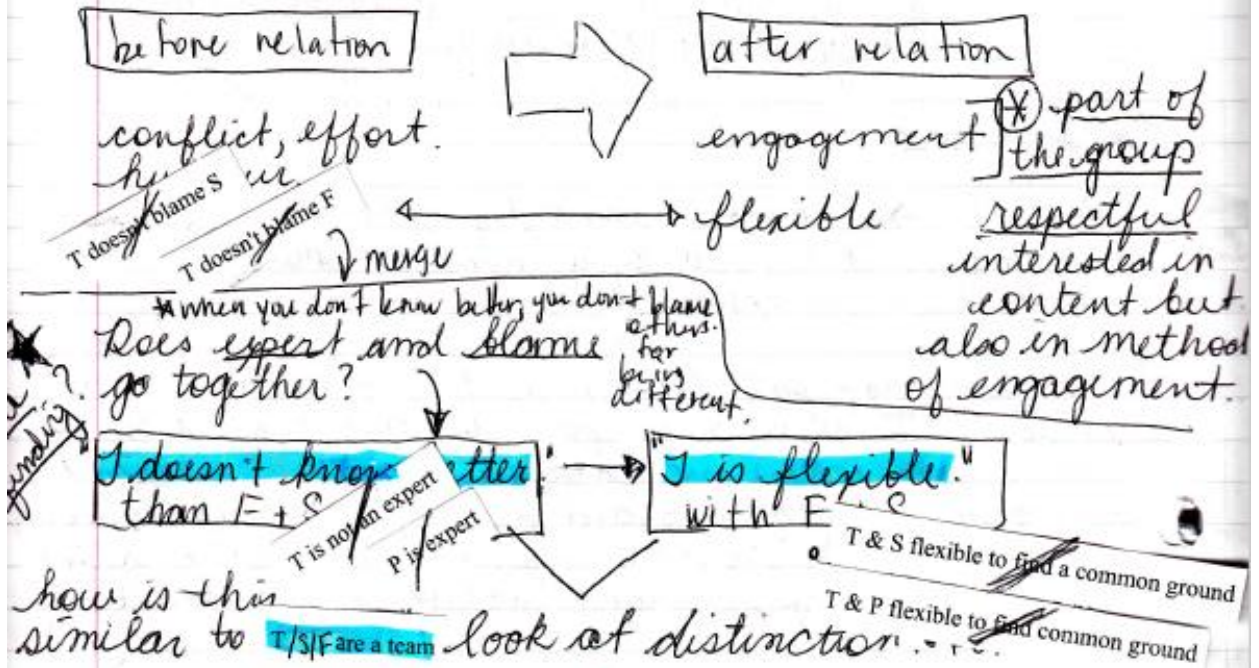 before relation
after relation
conflict, effort.
engagement
* part of
the group
T doesn't blame S
T doesn't blame F
flexible
respectful
interested in
content but
also in method
of engagement.
merge
* when you don't know better, you don't blame
others.
for
being
different.
Does expert and blame
go together?
"T doesn't know better."
than F + S
"T is flexible."
with F + S
T is not an expert
P is expert
T & S flexible to find a common ground
T & P flexible to find common ground
how is this
similar to T/S/F are a team look at distinction...